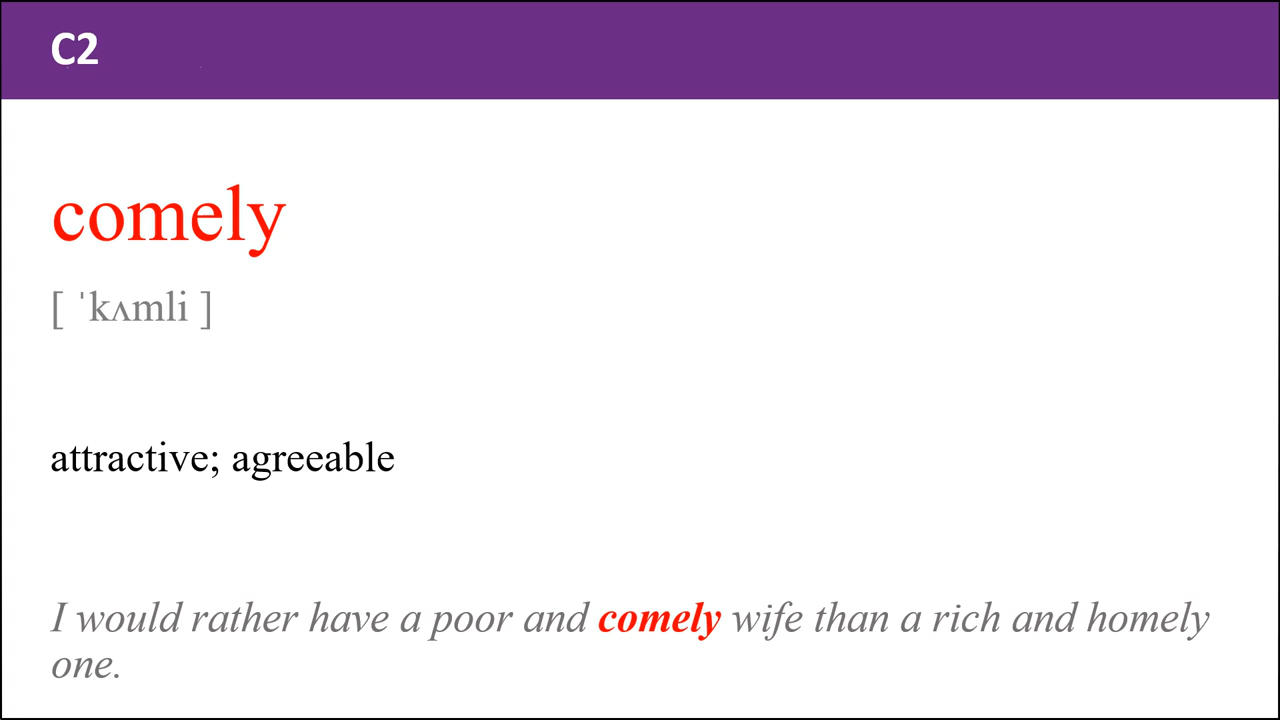 C2
comely
[ ˈkʌmli ]
attractive; agreeable
I would rather have a poor and comely wife than a rich and homely
one.